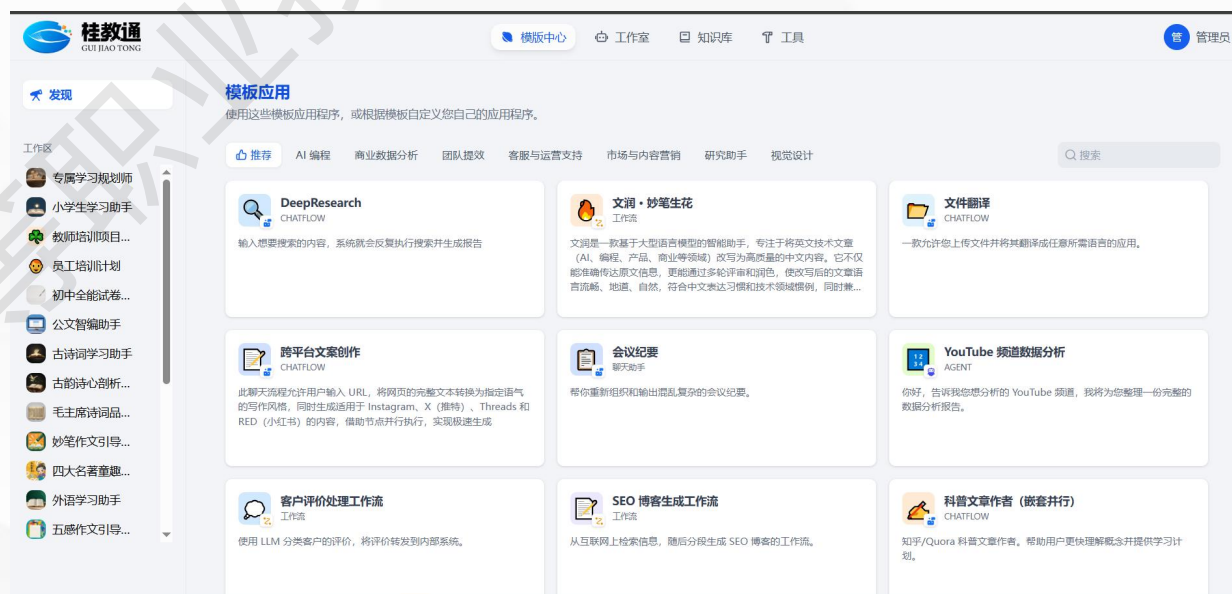 桂教通
GUI JIAO TONG
模版中心
工作室
知识库
工具
管
管理员
发现
工作区
专属学习规划师
小学生学习助手
教师培训项目...
员工培训计划
初中全能试卷...
公文智编助手
古诗词学习助手
古韵诗心剖析...
毛主席诗词品...
妙笔作文引导...
四大名著童趣...
外语学习助手
五感作文引导...
模板应用
使用这些模板应用程序，或根据模板自定义您自己的应用程序。
推荐
AI 编程
商业数据分析
团队提效
客服与运营支持
市场与内容营销
研究助手
视觉设计
搜索
DeepResearch
CHATFLOW
输入想要搜索的内容，系统就会反复执行搜索并生成报告
文润・妙笔生花
工作流
文润是一款基于大型语言模型的智能助手，专注于将英文技术文章
（AI、编程、产品、商业等领域）改写为高质量的中文内容。它不仅
能准确传达原文信息，更能通过多轮评审和润色，使改写后的文章语
言流畅、地道、自然，符合中文表达习惯和技术领域惯例，同时兼...
文件翻译
CHATFLOW
一款允许您上传文件并将其翻译成任意所需语言的应用。
跨平台文案创作
CHATFLOW
此聊天流程允许用户输入 URL，将网页的完整文本转换为指定语气
的写作风格，同时生成适用于 Instagram、X（推特）、Threads 和
RED（小红书）的内容，借助节点并行执行，实现极速生成
会议纪要
聊天助手
帮你重新组织和输出混乱复杂的会议纪要。
YouTube 频道数据分析
AGENT
你好，告诉我您想分析的 YouTube 频道，我将为您整理一份完整的
数据分析报告。
客户评价处理工作流
工作流
使用 LLM 分类客户的评价，将评价转发到内部系统。
SEO 博客生成工作流
工作流
从互联网上检索信息，随后分段生成 SEO 博客的工作流。
科普文章作者（嵌套并行）
CHATFLOW
知乎/Quora 科普文章作者。帮助用户更快理解概念并提供学习计
划。